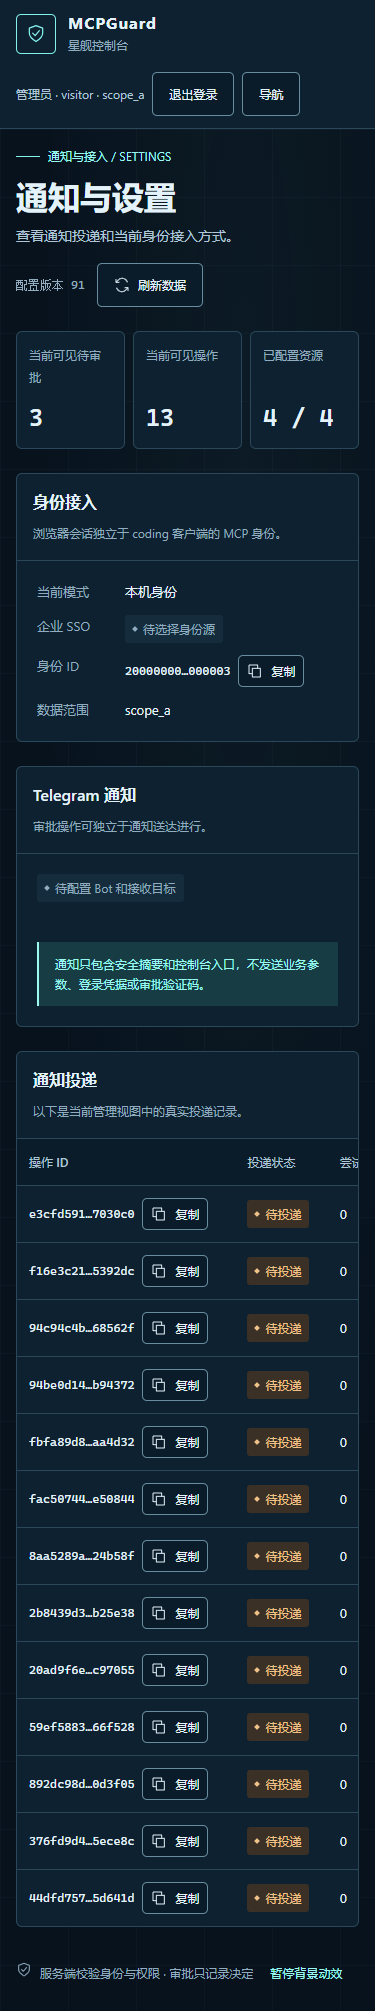 MCPGuard
星舰控制台
管理员 · visitor · scope_a
退出登录
导航
通知与接入 / SETTINGS
通知与设置
查看通知投递和当前身份接入方式。
配置版本 91
刷新数据
当前可见待审
批
3
当前可见操作
13
已配置资源
4 / 4
身份接入
浏览器会话独立于 coding 客户端的 MCP 身份。
当前模式 本机身份
企业 SSO 待选择身份源
身份 ID 20000000…000003 复制
数据范围 scope_a
Telegram 通知
审批操作可独立于通知送达进行。
待配置 Bot 和接收目标
通知只包含安全摘要和控制台入口，不发送业务参
数、登录凭据或审批验证码。
通知投递
以下是当前管理视图中的真实投递记录。
操作 ID 投递状态
e3cfd591…7030c0 复制 待投递 0
f16e3c21…5392dc 复制 待投递 0
94c94c4b…68562f 复制 待投递 0
94be0d14…b94372 复制 待投递 0
fbfa89d8…aa4d32 复制 待投递 0
fac50744…e50844 复制 待投递 0
8aa5289a…24b58f 复制 待投递 0
2b8439d3…b25e38 复制 待投递 0
20ad9f6e…c97055 复制 待投递 0
59ef5883…66f528 复制 待投递 0
892dc98d…0d3f05 复制 待投递 0
376fd9d4…5ece8c 复制 待投递 0
44dfd757…5d641d 复制 待投递 0
服务端校验身份与权限 · 审批只记录决定 暂停背景动效